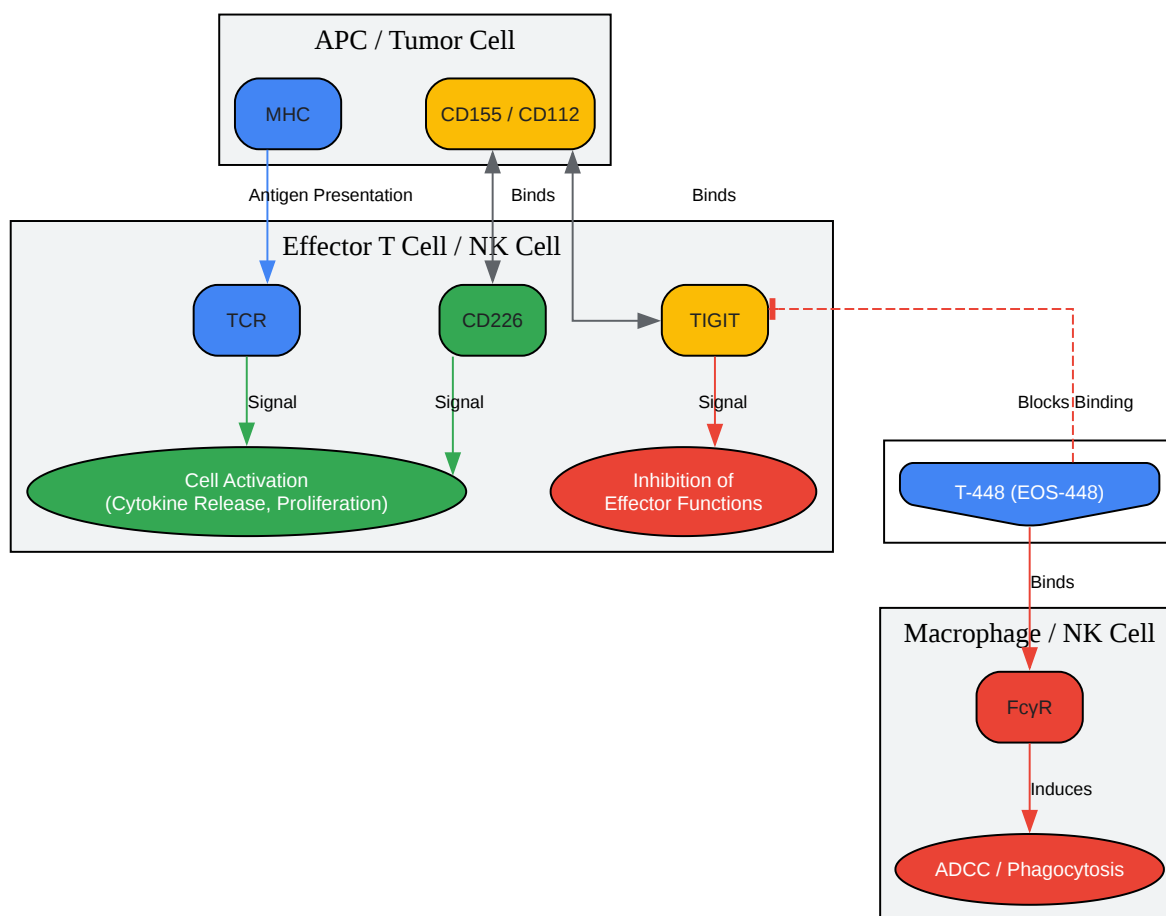 APC / Tumor Cell
MHC
CD155 / CD112
Antigen Presentation
Binds
Binds
Effector T Cell / NK Cell
TCR
CD226
TIGIT
Signal
Signal
Signal
Blocks Binding
Cell Activation
(Cytokine Release, Proliferation)
Inhibition of
Effector Functions
T-448 (EOS-448)
Binds
Macrophage / NK Cell
FcγR
Induces
ADCC / Phagocytosis